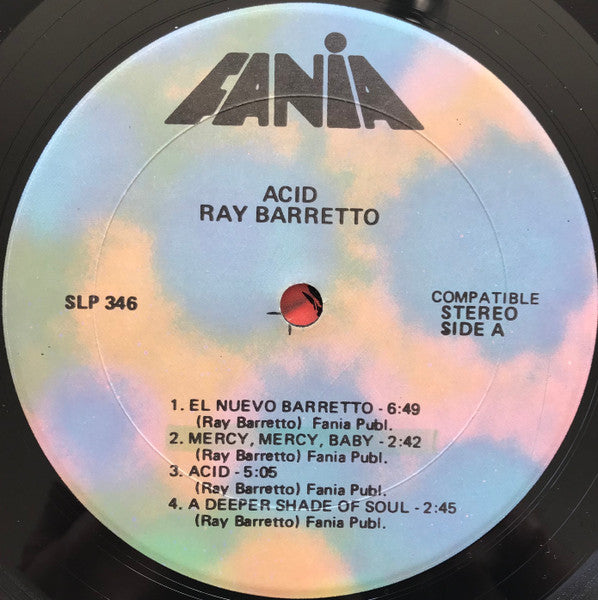 FANIA
ACID
RAY BARRETTO
SLP 346
COMPATIBLE
STEREO
SIDE A
1. EL NUEVO BARRETTO - 6:49
(Ray Barretto) Fania Publ.
2. MERCY, MERCY, BABY - 2:42
(Ray Barretto) Fania Publ.
3. ACID - 5:05
(Ray Barretto) Fania Publ.
4. A DEEPER SHADE OF SOUL - 2:45
(Ray Barretto) Fania Publ.